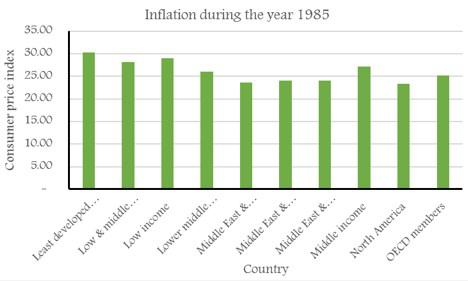 Inflation during the year 1985
Consumer price index
35.00
30.00
25.00
20.00
15.00
10.00
5.00
-
Least developed...
Low & middle...
Low income
Lower middle...
Middle East &...
Middle East &...
Middle East &...
Middle income
North America
OECD members
Country